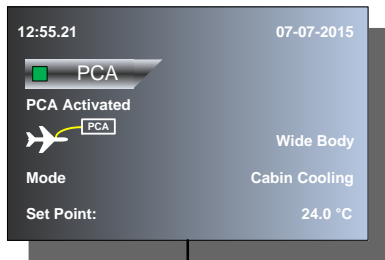 12:55.21 07-07-2015
PCA
PCA Activated
PCA
Wide Body
Mode Cabin Cooling
Set Point: 24.0 °C